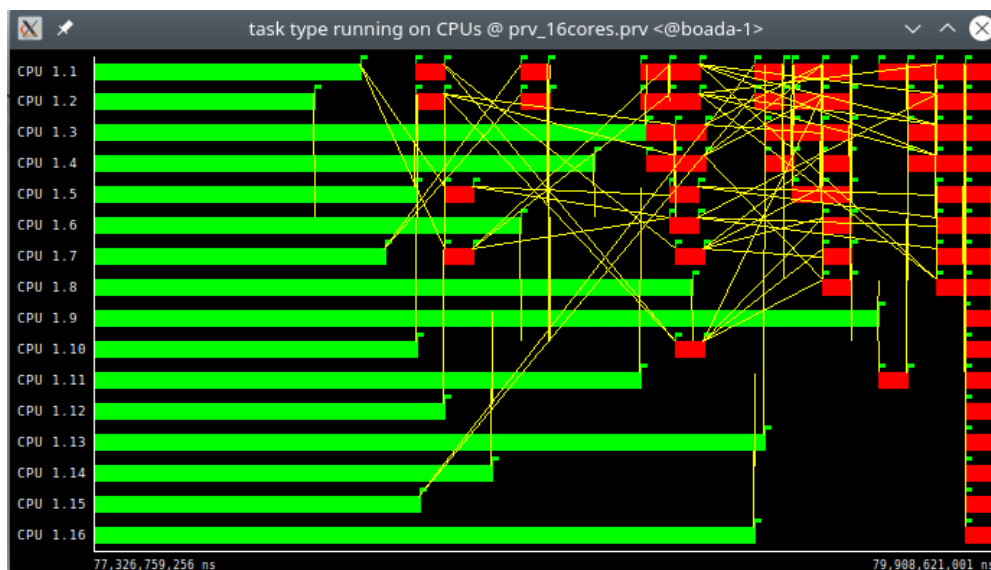 task type running on CPUs @ prv_16cores.prv <@boada-1>
CPU 1.1
CPU 1.2
CPU 1.3
CPU 1.4
CPU 1.5
CPU 1.6
CPU 1.7
CPU 1.8
CPU 1.9
CPU 1.10
CPU 1.11
CPU 1.12
CPU 1.13
CPU 1.14
CPU 1.15
CPU 1.16
77,326,759,256 ns 79,908,621,001 ns